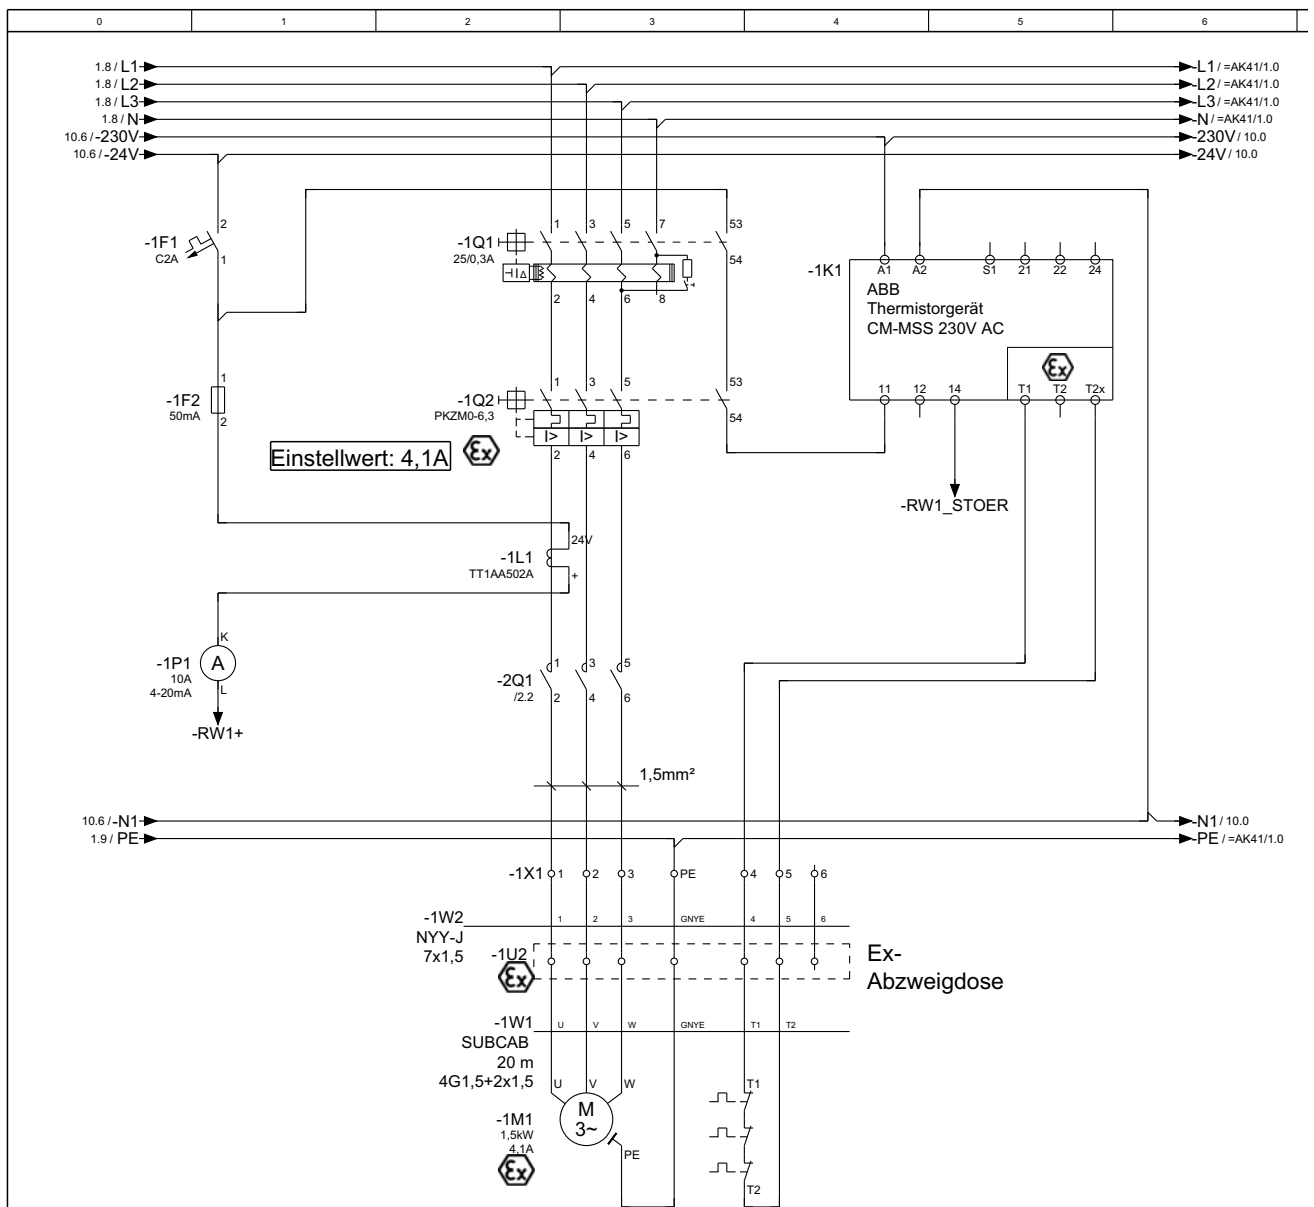 0 1 2 3 4 5 6
1.8 / L1 -L1 / =AK41/1.0
1.8 / L2 -L2 / =AK41/1.0
1.8 / L3 -L3 / =AK41/1.0
1.8 / N -N / =AK41/1.0
10.6 / -230V -230V / 10.0
10.6 / -24V -24V / 10.0
2 1 3 5 7 53
-1F1 -1Q1
C2A 25/0,3A
1 54
-1K1 A1 A2 S1 21 22 24
ABB
Thermistorgerät
CM-MSS 230V AC
2 4 6 8
Ex
1 1 3 5 53 11 12 14 T1 T2 T2x
-1F2 -1Q2
50mA PKZM0-6,3
2 54
I> I> I>
2 4 6
Einstellwert: 4,1A Ex
-RW1_STOER
24V
-1L1
TT1AA502A +
K
-1P1 A
10A
4-20mA L
-RW1+
1 3 5
-2Q1
/2.2 2 4 6
1,5mm²
10.6 / -N1 -N1 / 10.0
1.9 / PE -PE / =AK41/1.0
-1X1 1 2 3 PE 4 5 6
-1W2 1 2 3 GNYE 4 5 6
NYY-J
7x1,5
-1U2
Ex
Ex-
Abzweigdose
-1W1 U V W GNYE T1 T2
SUBCAB
20 m
4G1,5+2x1,5 U V W T1
M
3~
-1M1
1,5kW
4,1A
PE
Ex
T2